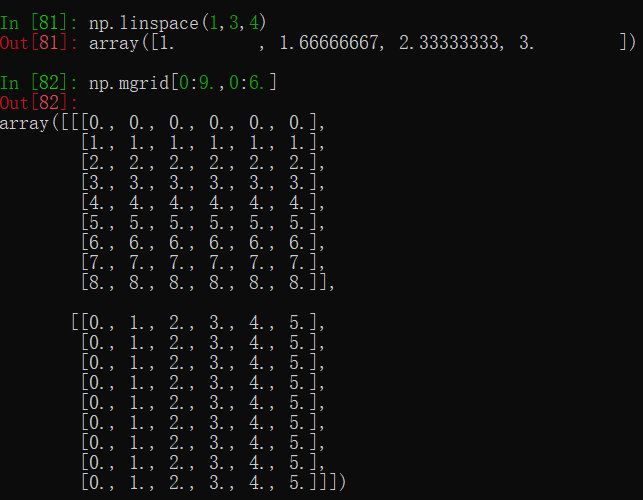 In [81]: np.linspace(1,3,4)
Out[81]: array([1.        , 1.66666667, 2.33333333, 3.        ])
In [82]: np.mgrid[0:9.,0:6.]
Out[82]:
array([[[0., 0., 0., 0., 0., 0.],
        [1., 1., 1., 1., 1., 1.],
        [2., 2., 2., 2., 2., 2.],
        [3., 3., 3., 3., 3., 3.],
        [4., 4., 4., 4., 4., 4.],
        [5., 5., 5., 5., 5., 5.],
        [6., 6., 6., 6., 6., 6.],
        [7., 7., 7., 7., 7., 7.],
        [8., 8., 8., 8., 8., 8.]],
       [[0., 1., 2., 3., 4., 5.],
        [0., 1., 2., 3., 4., 5.],
        [0., 1., 2., 3., 4., 5.],
        [0., 1., 2., 3., 4., 5.],
        [0., 1., 2., 3., 4., 5.],
        [0., 1., 2., 3., 4., 5.],
        [0., 1., 2., 3., 4., 5.],
        [0., 1., 2., 3., 4., 5.],
        [0., 1., 2., 3., 4., 5.]]])